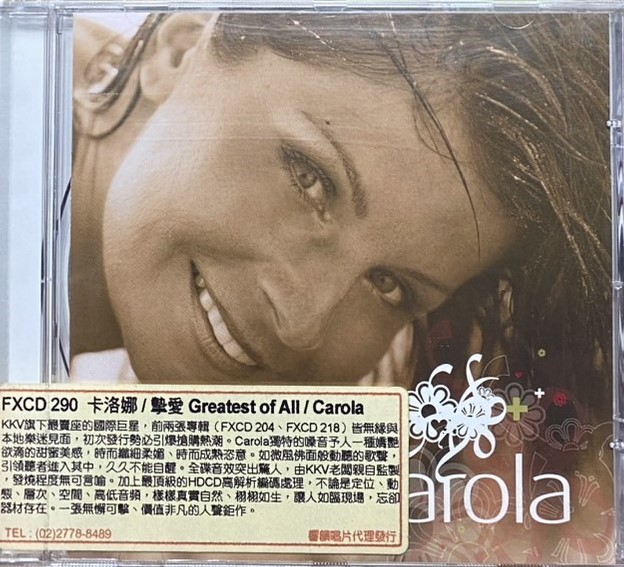 FXCD 290 卡洛娜 / 摯愛 Greatest of All / Carola
KKV旗下最賣座的國際巨星，前兩張專輯（FXCD 204、FXCD 218）皆無緣與
本地樂迷見面，初次發行勢必引爆搶購熱潮。Carola獨特的嗓音予人一種嬌艷
欲滴的甜蜜美感，時而纖細柔媚、時而成熟恣意。如微風佛面般動聽的歌聲，
引領聽者進入其中，久久不能自醒。全碟音效突出驚人，由KKV老闆親自監製
，發燒程度無可言喻。加上最頂級的HDCD高解析編碼處理，不論是定位、動
態、層次、空間、高低音頻，樣樣真實自然、栩栩如生，讓人如臨現場，忘卻
器材存在。一張無懈可擊、價值非凡的人聲鉅作。
TEL : (02)2778-8489
響韻唱片代理發行
arola